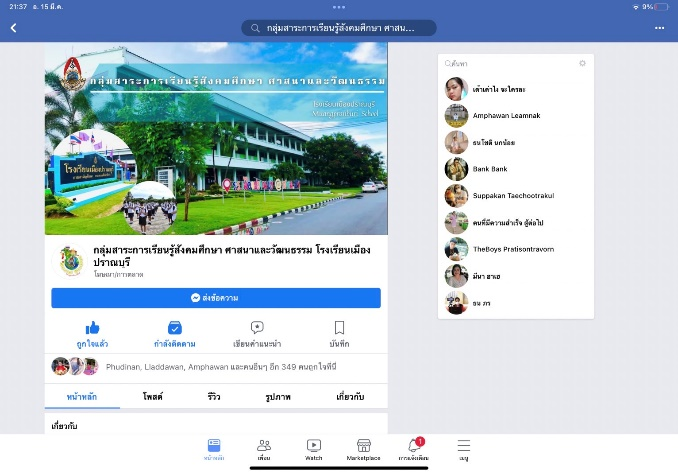 21:37 อ. 15 มี.ค.
9%
กลุ่มสาระการเรียนรู้สังคมศึกษา ศาสน...
กลุ่มสาระการเรียนรู้สังคมศึกษา ศาสนาและวัฒนธรรม
โรงเรียนเมืองปราณบุรี
โรงเรียนเมืองปราณบุรี
กลุ่มสาระการเรียนรู้สังคมศึกษา ศาสนาและวัฒนธรรม โรงเรียนเมือง
ปราณบุรี
โฆษณา/การตลาด
ส่งข้อความ
ถูกใจแล้ว
กำลังติดตาม
เขียนคำแนะนำ
บันทึก
Phudinan, Lladdawan, Amphawan และคนอื่นๆ อีก 349 คนถูกใจที่นี่
หน้าหลัก
โพสต์
รีวิว
รูปภาพ
เกี่ยวกับ
เกี่ยวกับ
ค้นหา
Amphawan Leamnak
ธนโชติ นกน้อย
Bank Bank
Suppakan Taechootrakul
คนที่มีความสำเร็จ สู้ต่อไป
TheBoys Pratisontravorn
มีนา ฮาเฮ
ธน ภร
หน้าหลัก
เพื่อน
Watch
Marketplace
1
การแจ้งเตือน
เมนู